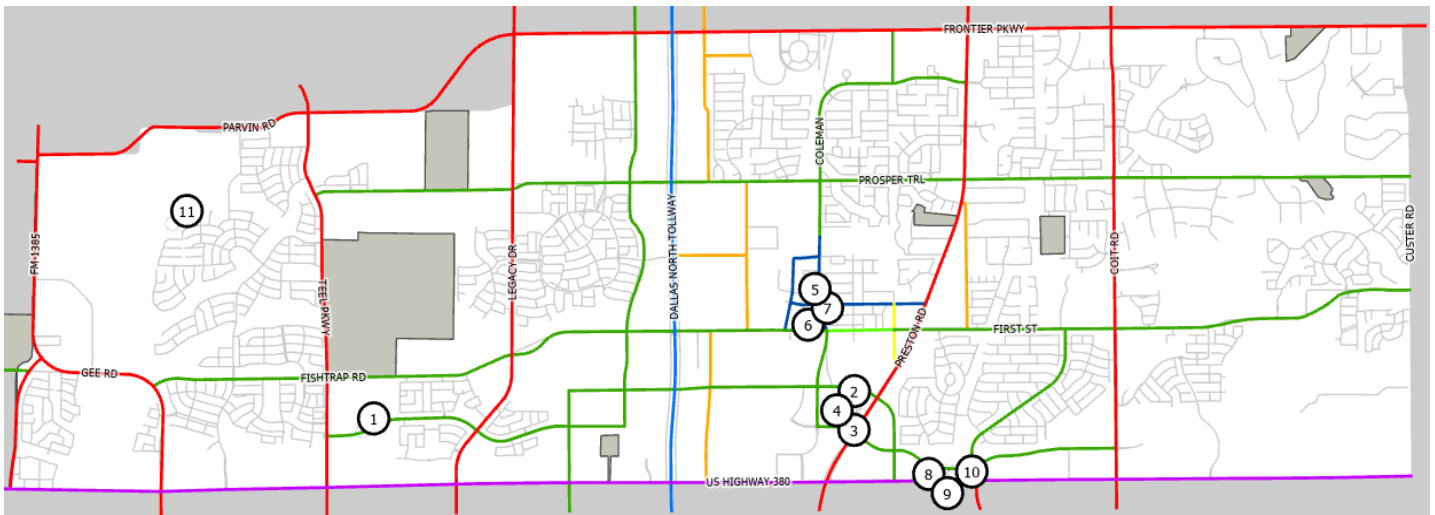 FRONTIER PKWY
PARVIN RD
COLEMAN
PROSPER TRL
11
FM 1385
TEEL PKWY
LEGACY DR
DALLAS NORTH TOLLWAY
COIT RD
CUSTER RD
5
7
6
FIRST ST
PRESTON RD
GEE RD
FISHTRAP RD
2
4
1
3
8
10
US HIGHWAY 380
9